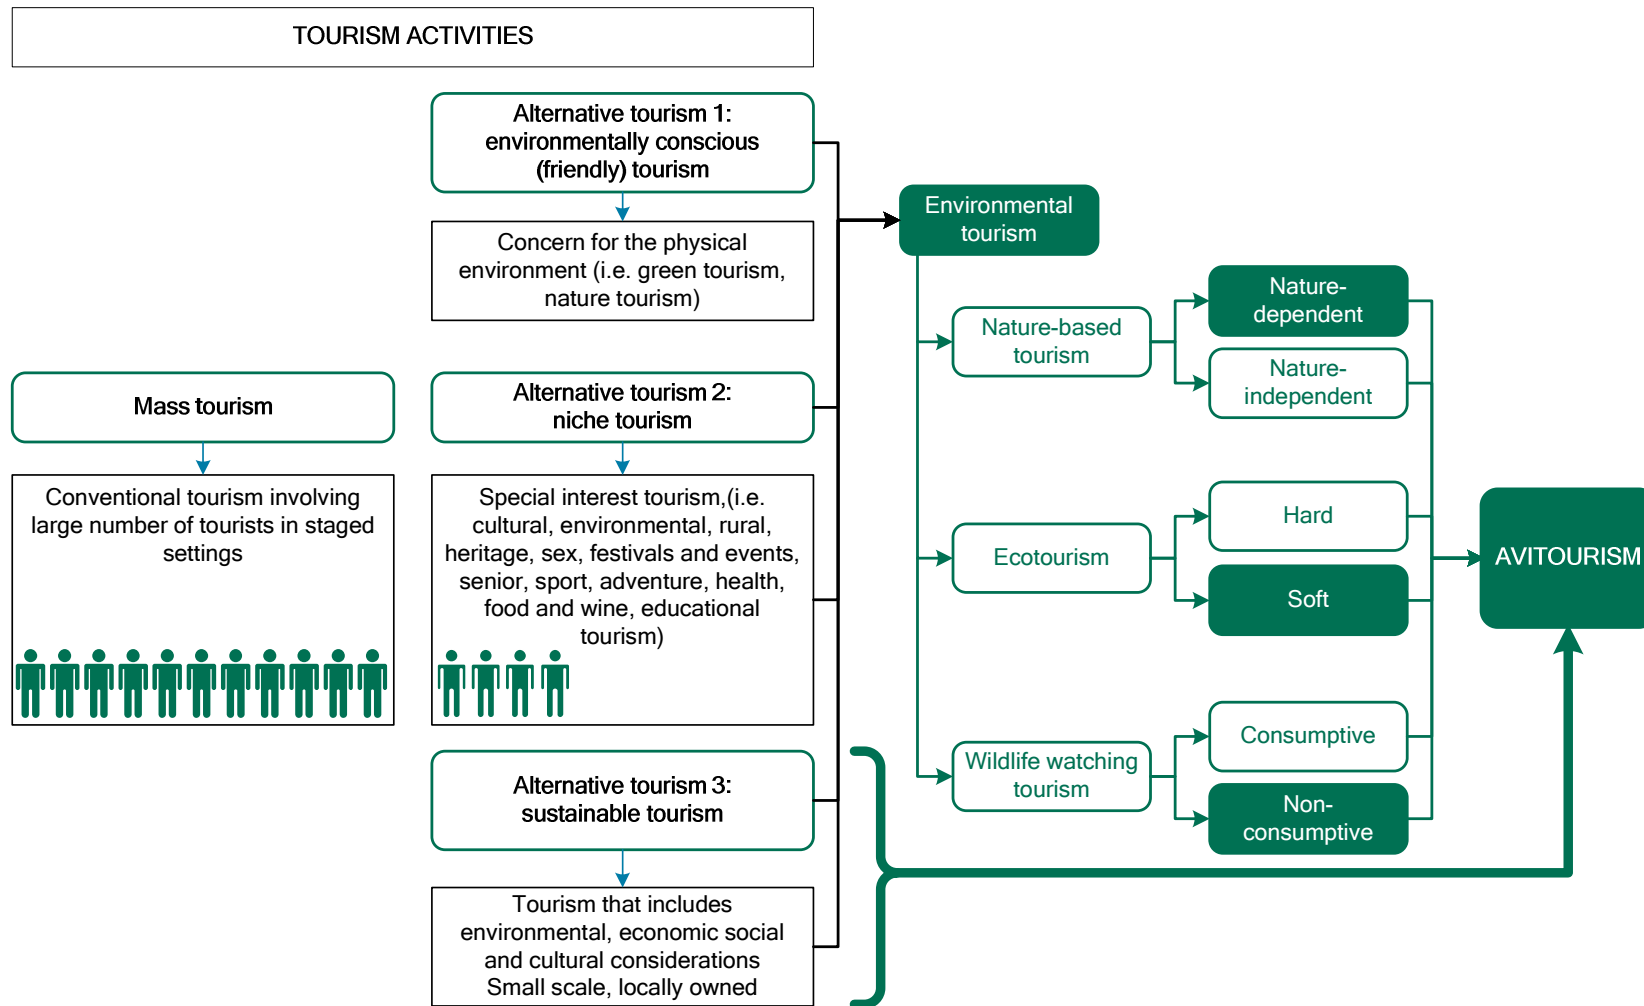 TOURISM ACTIVITIES
Alternative tourism 1:
environmentally conscious
(friendly) tourism
Concern for the physical
environment (i.e. green tourism,
nature tourism)
Mass tourism
Conventional tourism involving
large number of tourists in staged
settings
Alternative tourism 2:
niche tourism
Special interest tourism,(i.e.
cultural, environmental, rural,
heritage, sex, festivals and events,
senior, sport, adventure, health,
food and wine, educational
tourism)
Alternative tourism 3:
sustainable tourism
Tourism that includes
environmental, economic social
and cultural considerations
Small scale, locally owned
Environmental
tourism
Nature-based
tourism
Nature-
dependent
Nature-
independent
Ecotourism
Hard
Soft
Wildlife watching
tourism
Consumptive
Non-
consumptive
AVITOURISM